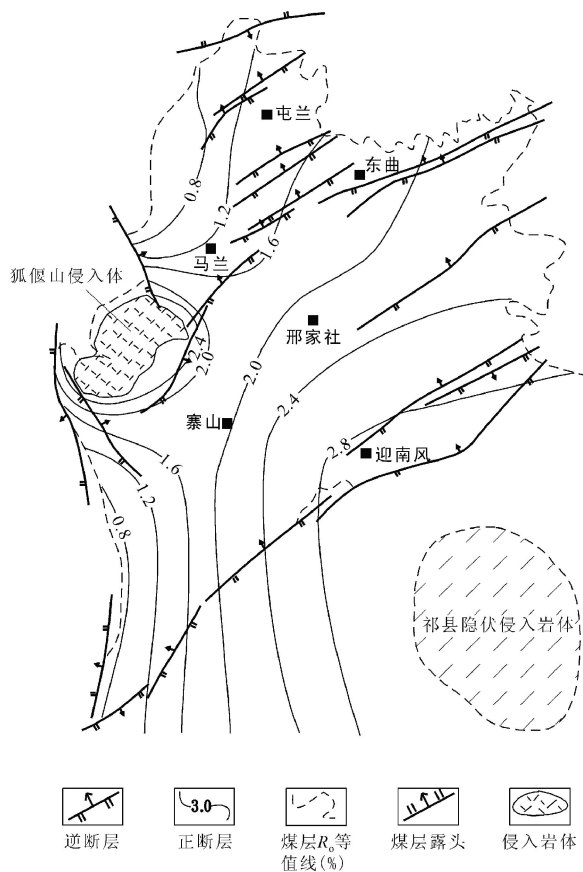 屯兰
东曲
0.8
1.2
1.6
马兰
狐偃山侵入体
邢家社
2.4
2.0
2.0
2.4
寨山
2.8
迎南风
1.6
1.2
0.8
祁县隐伏侵入岩体
3.0
逆断层
正断层
煤层Ro等
值线(%)
煤层露头
侵入岩体